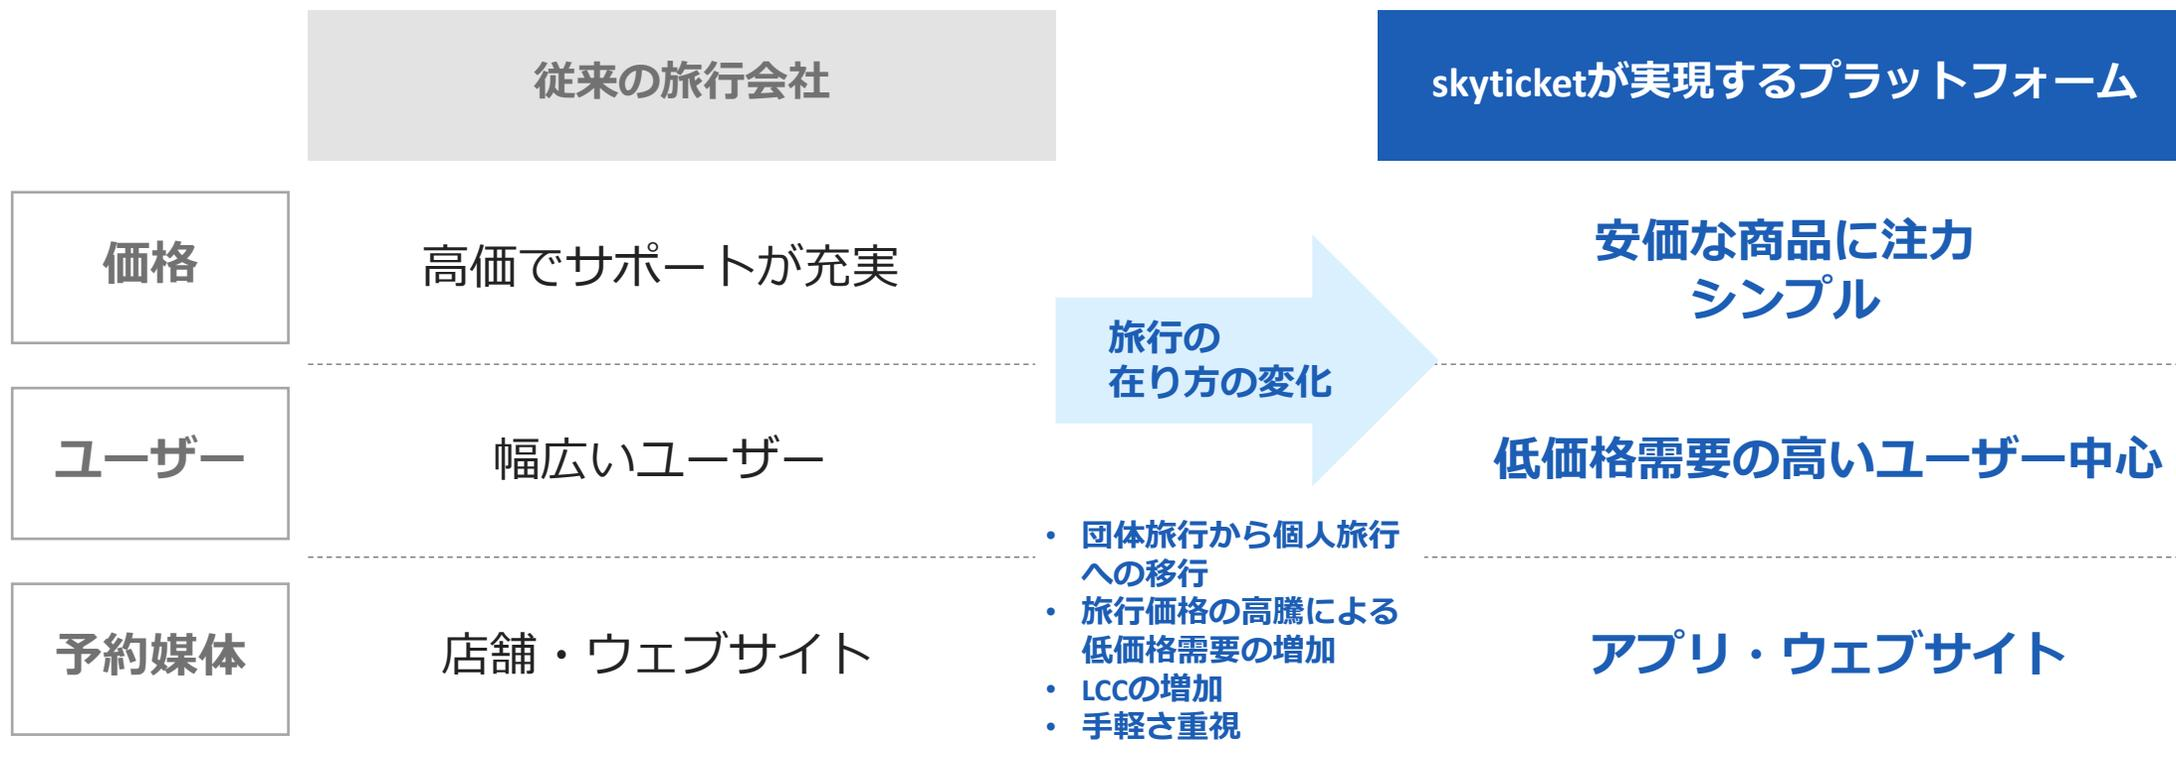 従来の旅行会社
skyticketが実現するプラットフォーム
価格
高価でサポートが充実
安価な商品に注力
シンプル
旅行の
在り方の変化
ユーザー
幅広いユーザー
低価格需要の高いユーザー中心
• 団体旅行から個人旅行
への移行
• 旅行価格の高騰による
低価格需要の増加
• LCCの増加
• 手軽さ重視
予約媒体
店舗・ウェブサイト
アプリ・ウェブサイト